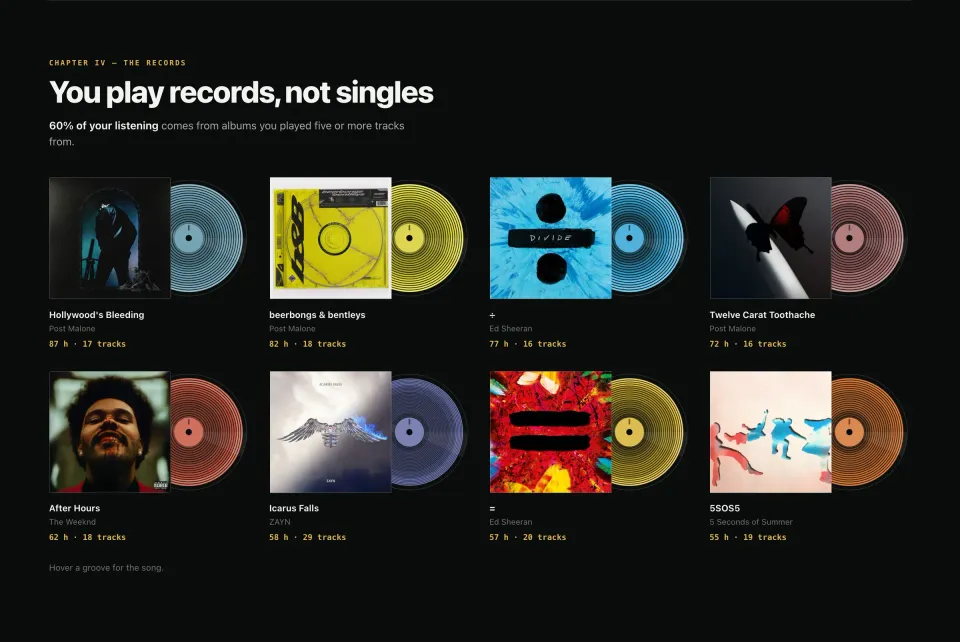 CHAPTER IV — THE RECORDS
You play records, not singles
60% of your listening comes from albums you played five or more tracks
from.
DIVIDE
Hollywood's Bleeding
Post Malone
87 h · 17 tracks
beerbongs & bentleys
Post Malone
82 h · 18 tracks
÷
Ed Sheeran
77 h · 16 tracks
Twelve Carat Toothache
Post Malone
72 h · 16 tracks
ZAYN
After Hours
The Weeknd
62 h · 18 tracks
Icarus Falls
ZAYN
58 h · 29 tracks
=
Ed Sheeran
57 h · 20 tracks
5SOS5
5 Seconds of Summer
55 h · 19 tracks
Hover a groove for the song.